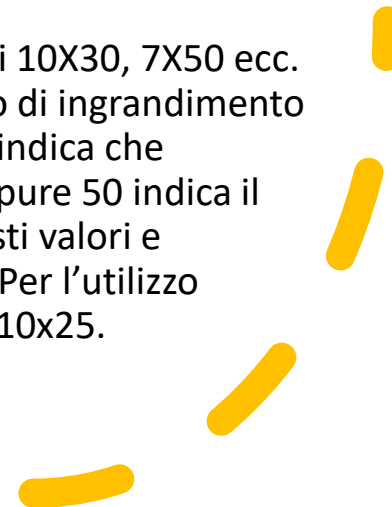 i 10X30, 7X50 ecc.
o di ingrandimento
indica che
pure 50 indica il
sti valori e
Per l’utilizzo
10x25.